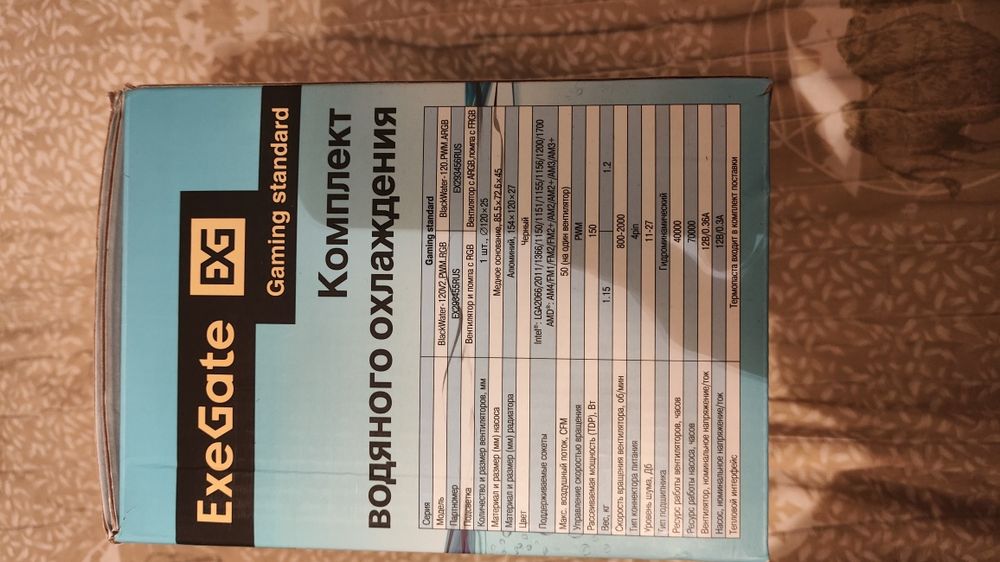 ExeGate EXG
Gaming standard
Комплект
водяного охлаждения
Серия Gaming standard
Модель BlackWater-120V2.PWM.RGB BlackWater-120.PWM.ARGB
Партномер EX298455RUS EX293456RUS
Подсветка Вентилятор и помпа с RGB Вентилятор с ARGB, помпа с FRGB
Количество и размер вентиляторов, мм 1 шт., ∅120×25
Материал и размер (мм) насоса Медное основание, 85.5×72.6×45
Материал и размер (мм) радиатора Алюминий, 154×120×27
Цвет Черный
Поддерживаемые сокеты Intel®: LGA2066/2011/1366/1150/1151/1155/1156/1200/1700
AMD®: AM4/FM1/FM2/FM2+/AM2/AM2+/AM3/AM3+
Макс. воздушный поток, CFM 50 (на один вентилятор)
Управление скоростью вращения PWM
Рассеиваемая мощность (TDP), Вт 150
Вес, кг 1.15 1.2
Скорость вращения вентилятора, об/мин 800-2000
Тип коннектора питания 4pin
Уровень шума, Дб 11-27
Тип подшипника Гидродинамический
Ресурс работы вентиляторов, часов 40000
Ресурс работы насоса, часов 70000
Вентилятор, номинальное напряжение/ток 12В/0.36А
Насос, номинальное напряжение/ток 12В/0.3А
Тепловой интерфейс Термопаста входит в комплект поставки